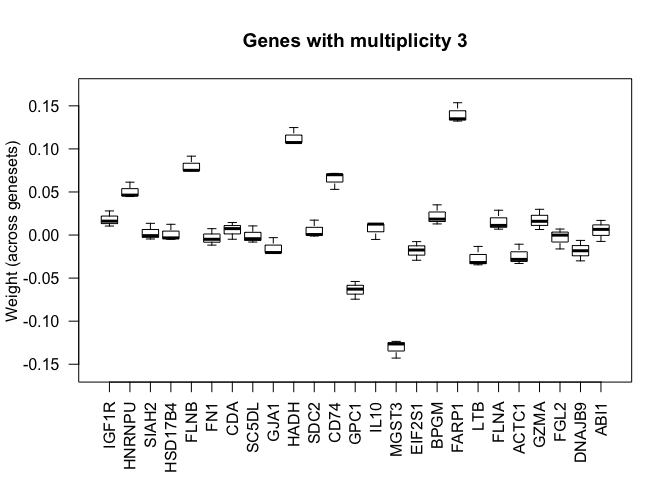 Genes with multiplicity 3
Weight (across genesets)
0.15
0.10
0.05
0.00
-0.05
-0.10
-0.15
IGF1R
HNRNPU
SIAH2
HSD17B4
FLNB
FN1
CDA
SC5DL
GJA1
HADH
SDC2
CD74
GPC1
IL10
MGST3
EIF2S1
BPGM
FARP1
LTB
FLNA
ACTC1
GZMA
FGL2
DNAJB9
ABI1